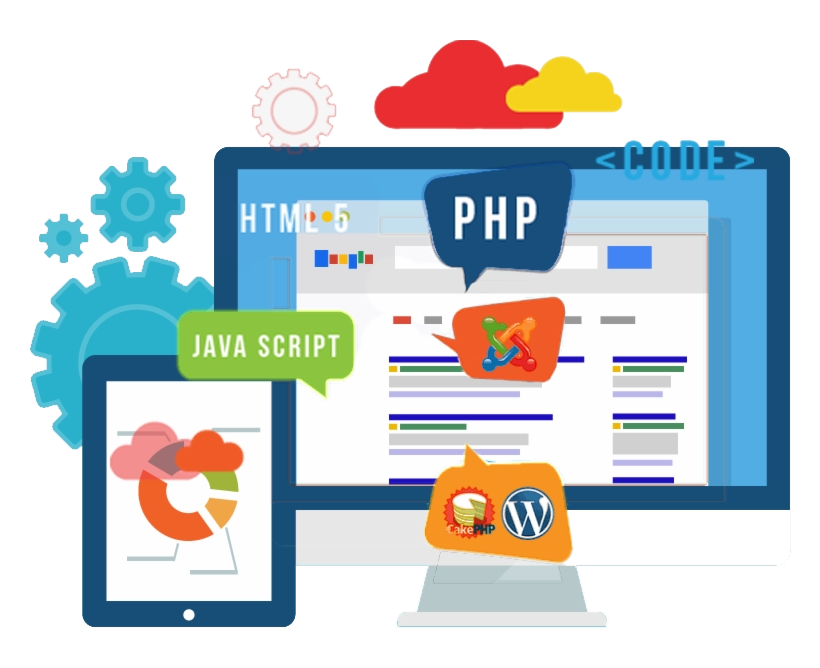 <CODE>
HTML 5
PHP
JAVA SCRIPT
CakePHP
W